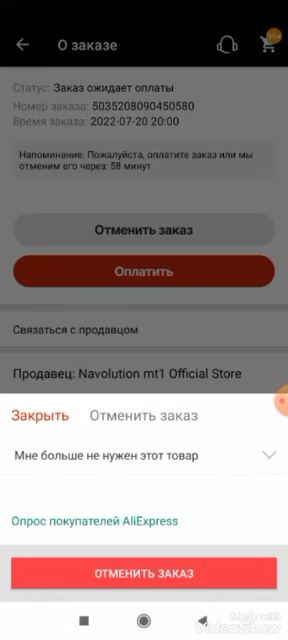 О заказе
Статус: Заказ ожидает оплаты
Номер заказа: 5035208090450580
Время заказа: 2022-07-20 20:00
Напоминание: Пожалуйста, оплатите заказ или мы
отменим его через: 58 минут
Отменить заказ
Оплатить
Связаться с продавцом
Продавец: Navolution mt1 Official Store
Закрыть Отменить заказ
Мне больше не нужен этот товар
Опрос покупателей AliExpress
ОТМЕНИТЬ ЗАКАЗ
Made with
VideoShow